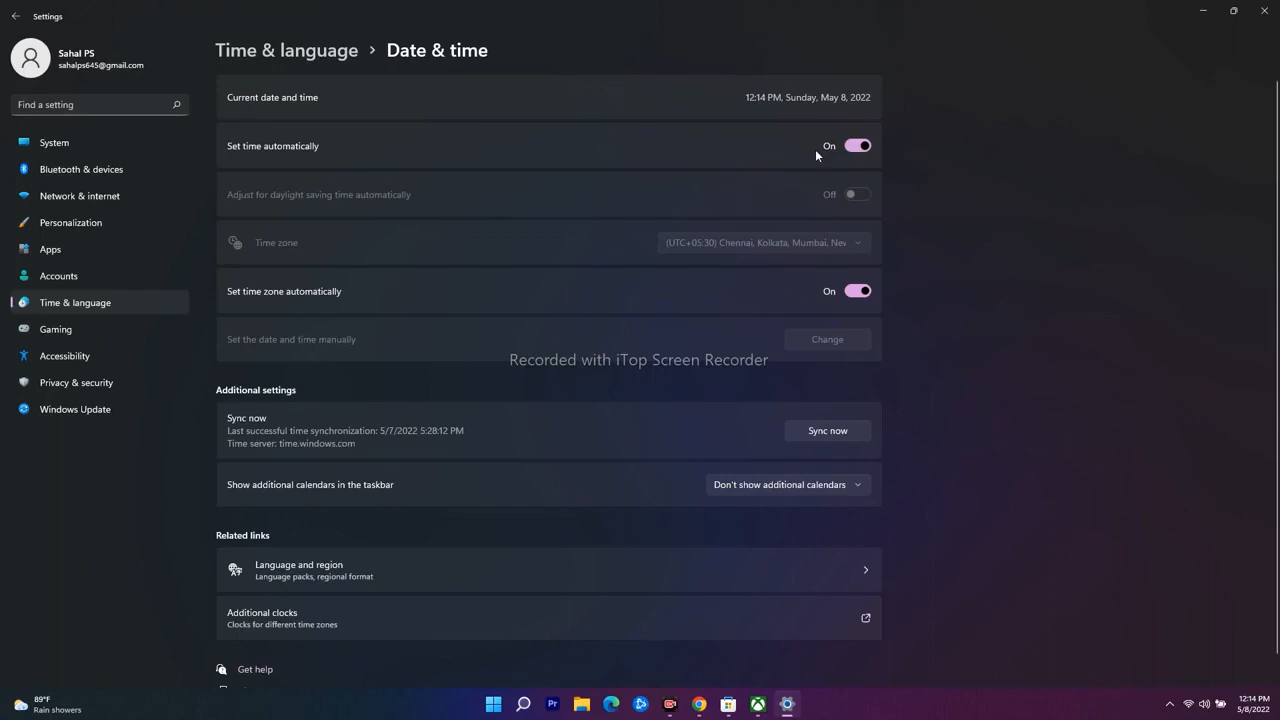 Settings
Sahal PS
sahalps645@gmail.com
Find a setting
System
Bluetooth & devices
Network & internet
Personalization
Apps
Accounts
Time & language
Gaming
Accessibility
Privacy & security
Windows Update
Time & language > Date & time
Current date and time 12:14 PM, Sunday, May 8, 2022
Set time automatically On
Adjust for daylight saving time automatically Off
Time zone (UTC+05:30) Chennai, Kolkata, Mumbai, Nev
Set time zone automatically On
Set the date and time manually Change
Recorded with iTop Screen Recorder
Additional settings
Sync now
Last successful time synchronization: 5/7/2022 5:28:12 PM
Time server: time.windows.com
Sync now
Show additional calendars in the taskbar Don't show additional calendars
Related links
Language and region
Language packs, regional format
Additional clocks
Clocks for different time zones
Get help
89°F
Rain showers
Pr
12:14 PM
5/8/2022